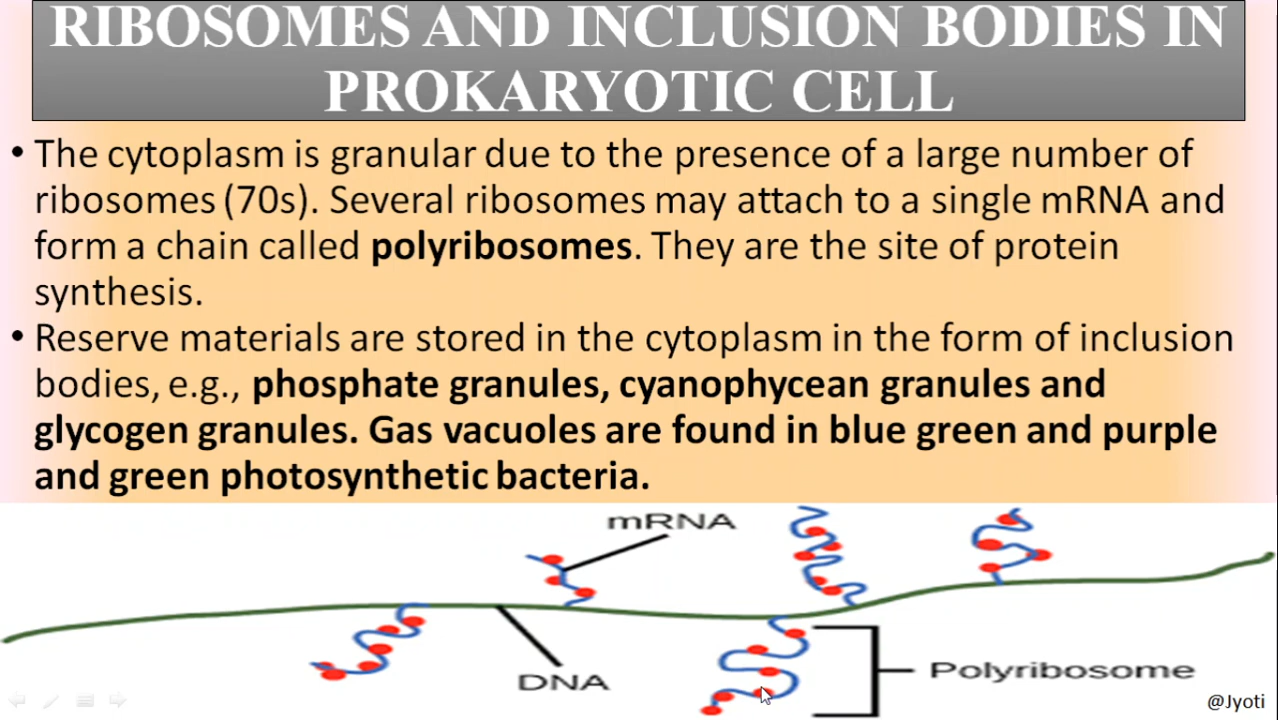 RIBOSOMES AND INCLUSION BODIES IN
PROKARYOTIC CELL
• The cytoplasm is granular due to the presence of a large number of
ribosomes (70s). Several ribosomes may attach to a single mRNA and
form a chain called polyribosomes. They are the site of protein
synthesis.
• Reserve materials are stored in the cytoplasm in the form of inclusion
bodies, e.g., phosphate granules, cyanophycean granules and
glycogen granules. Gas vacuoles are found in blue green and purple
and green photosynthetic bacteria.
mRNA
DNA
Polyribosome
@Jyoti